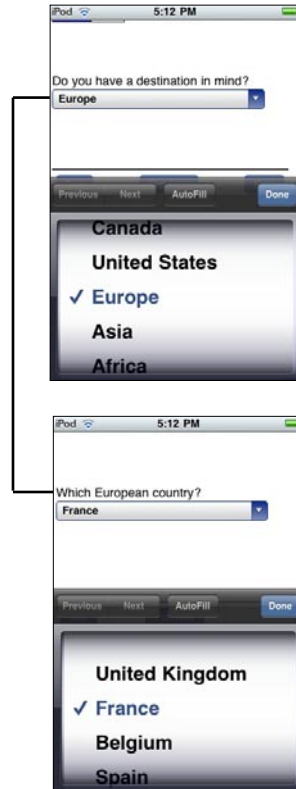 iPod 5:12 PM
Do you have a destination in mind?
Europe
Previous Next AutoFill Done
Canada
United States
✓ Europe
Asia
Africa
iPod 5:12 PM
Which European country?
France
Previous Next AutoFill Done
United Kingdom
✓ France
Belgium
Spain